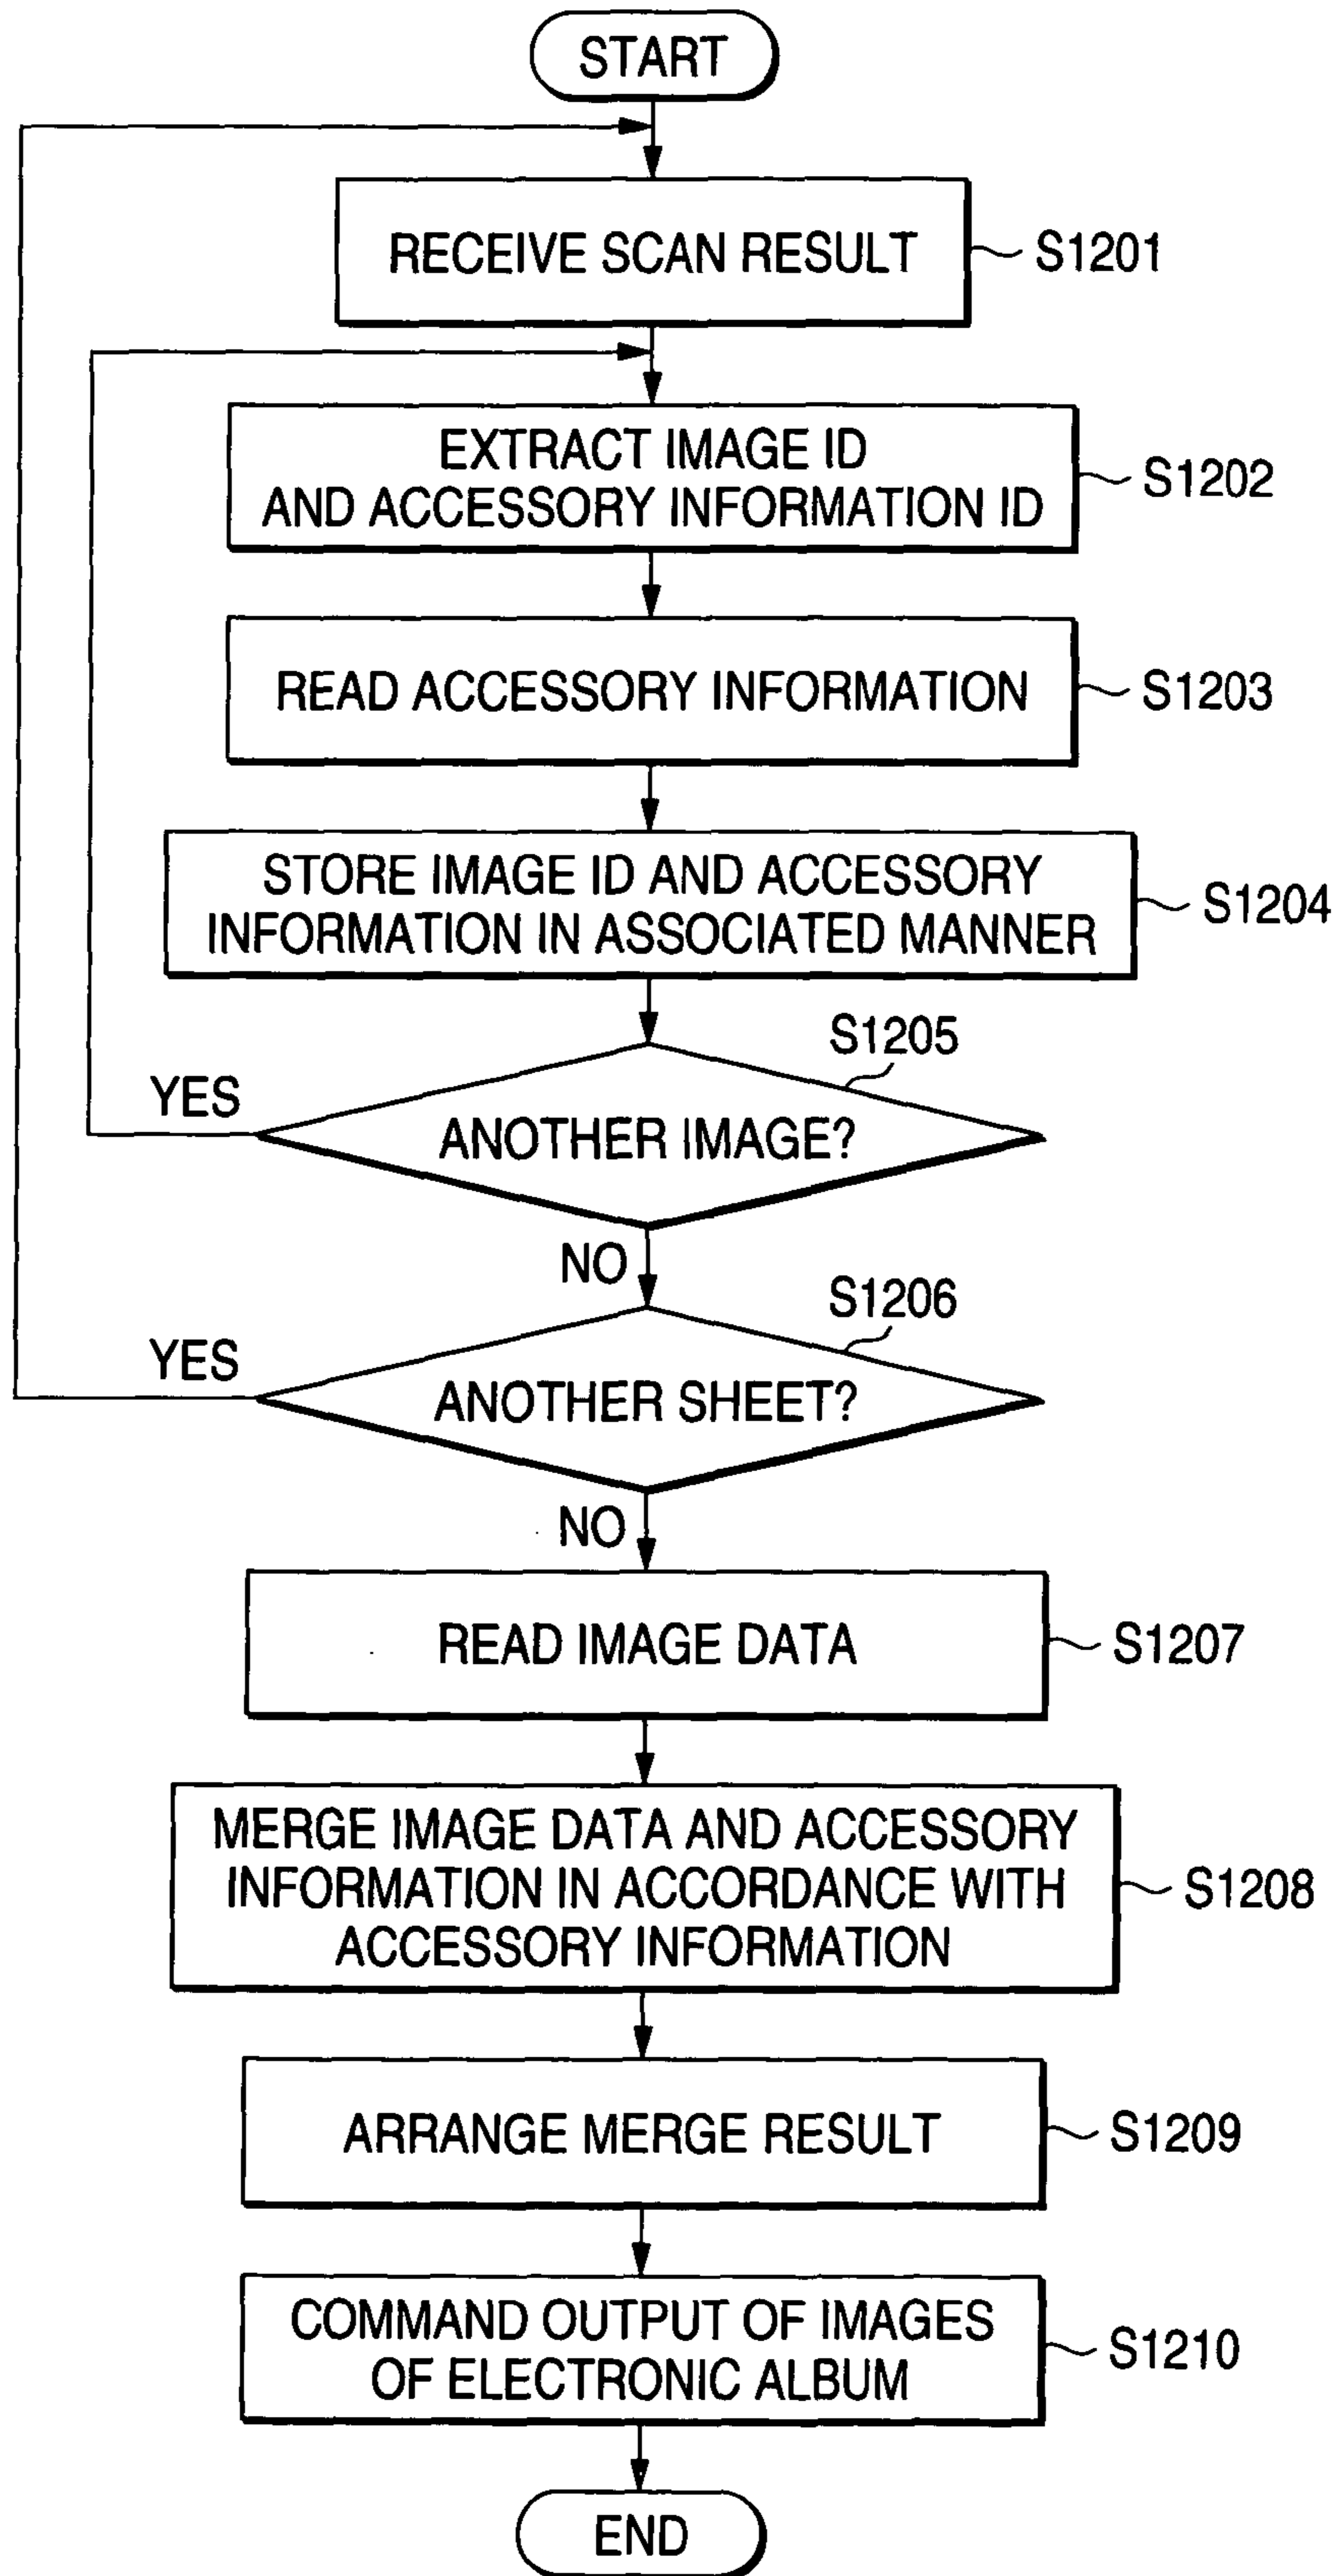 START
RECEIVE SCAN RESULT
S1201
EXTRACT IMAGE ID
AND ACCESSORY INFORMATION ID
S1202
READ ACCESSORY INFORMATION
S1203
STORE IMAGE ID AND ACCESSORY
INFORMATION IN ASSOCIATED MANNER
S1204
S1205
YES
ANOTHER IMAGE?
NO
S1206
YES
ANOTHER SHEET?
NO
READ IMAGE DATA
S1207
MERGE IMAGE DATA AND ACCESSORY
INFORMATION IN ACCORDANCE WITH
ACCESSORY INFORMATION
S1208
ARRANGE MERGE RESULT
S1209
COMMAND OUTPUT OF IMAGES
OF ELECTRONIC ALBUM
S1210
END